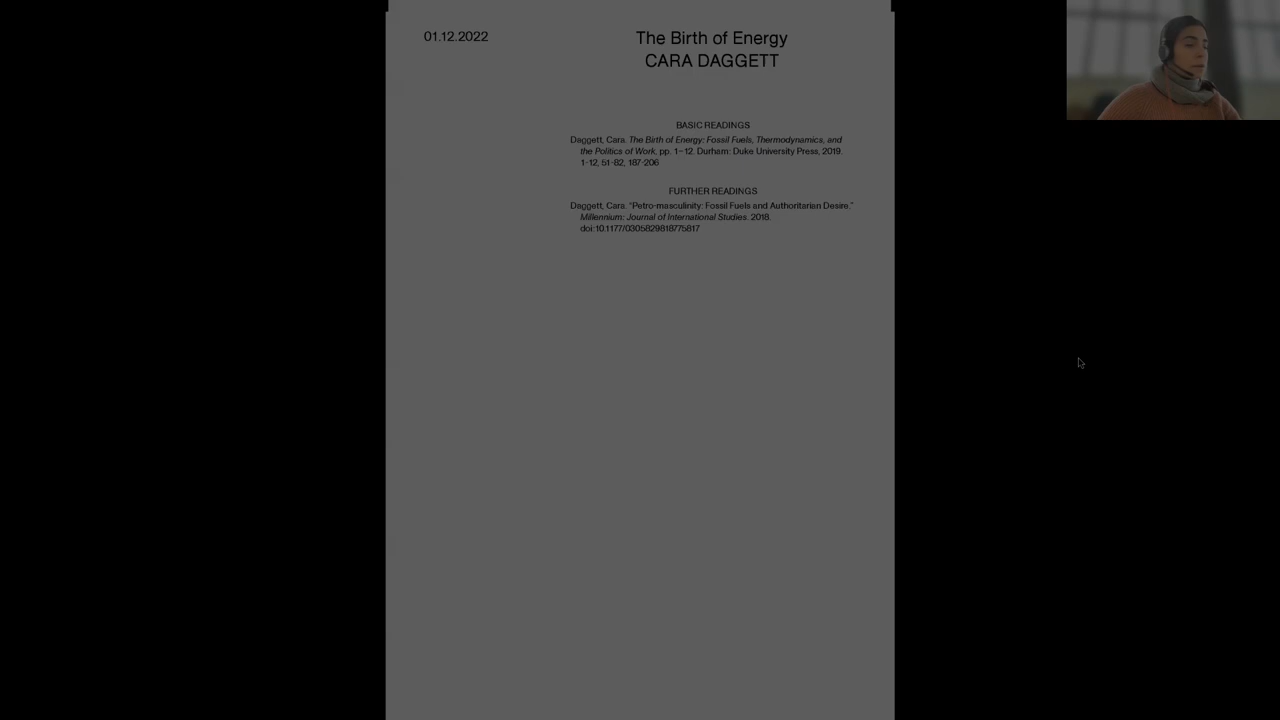 01.12.2022
The Birth of Energy
CARA DAGGETT
BASIC READINGS
Daggett, Cara. The Birth of Energy: Fossil Fuels, Thermodynamics, and
the Politics of Work, pp. 1–12. Durham: Duke University Press, 2019.
1-12, 51-82, 187-206
FURTHER READINGS
Daggett, Cara. “Petro-masculinity: Fossil Fuels and Authoritarian Desire,”
Millennium: Journal of International Studies. 2018.
doi:10.1177/0305829818775817